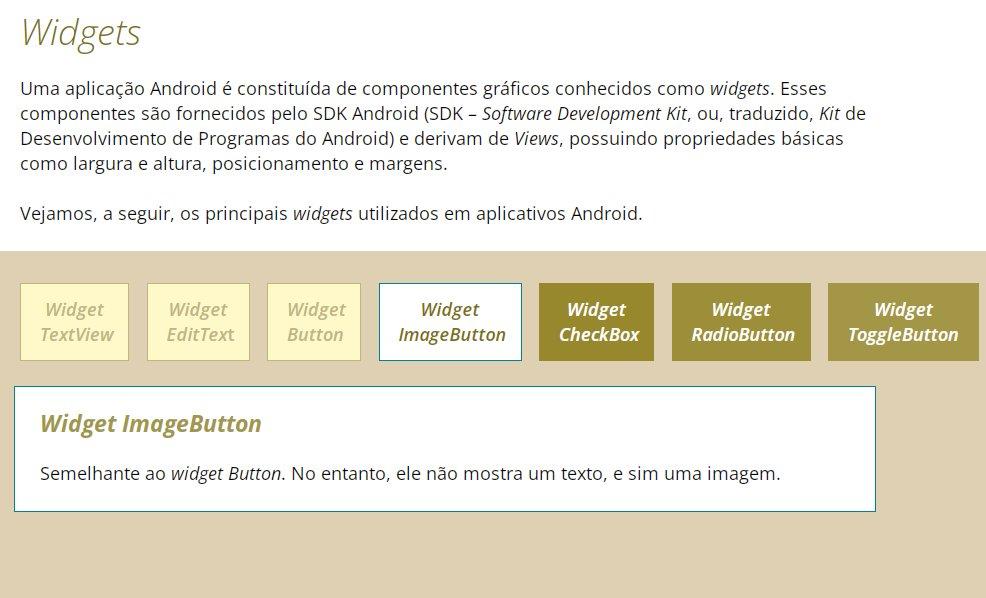 Widgets
Uma aplicação Android é constituída de componentes gráficos conhecidos como widgets. Esses
componentes são fornecidos pelo SDK Android (SDK – Software Development Kit, ou, traduzido, Kit de
Desenvolvimento de Programas do Android) e derivam de Views, possuindo propriedades básicas
como largura e altura, posicionamento e margens.
Vejamos, a seguir, os principais widgets utilizados em aplicativos Android.
Widget
TextView
Widget
EditText
Widget
Button
Widget
ImageButton
Widget
CheckBox
Widget
RadioButton
Widget
ToggleButton
Widget ImageButton
Semelhante ao widget Button. No entanto, ele não mostra um texto, e sim uma imagem.